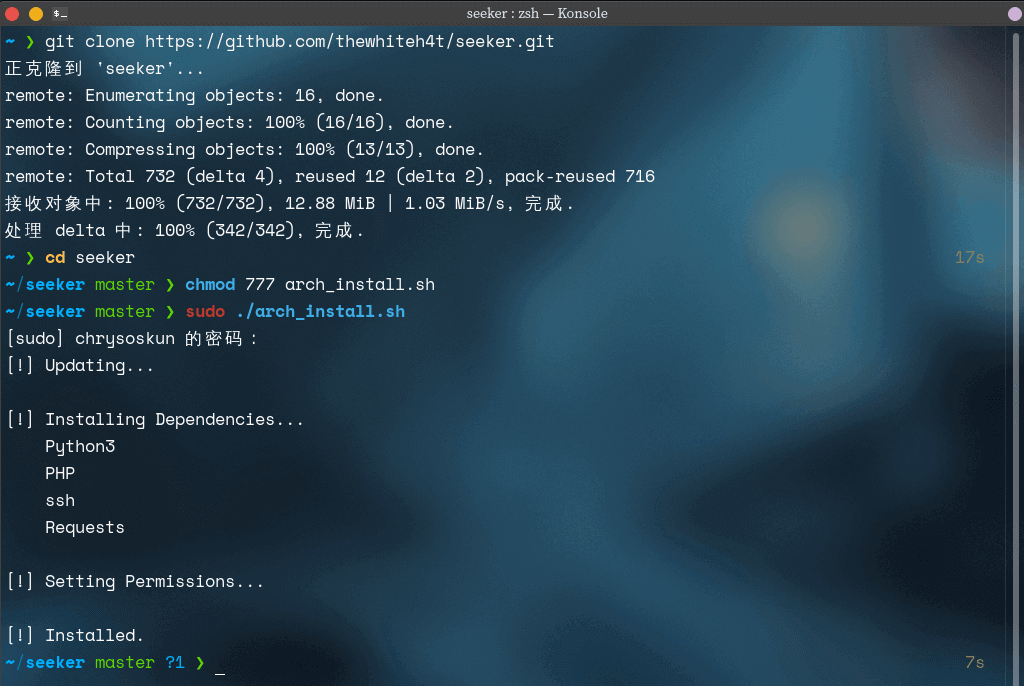 $_
seeker : zsh — Konsole
~ ❯ git clone https://github.com/thewhiteh4t/seeker.git
正克隆到 'seeker'...
remote: Enumerating objects: 16, done.
remote: Counting objects: 100% (16/16), done.
remote: Compressing objects: 100% (13/13), done.
remote: Total 732 (delta 4), reused 12 (delta 2), pack-reused 716
接收对象中: 100% (732/732), 12.88 MiB | 1.03 MiB/s, 完成.
处理 delta 中: 100% (342/342), 完成.
~ ❯ cd seeker 17s
~/seeker master ❯ chmod 777 arch_install.sh
~/seeker master ❯ sudo ./arch_install.sh
[sudo] chrysoskun 的密码：
[!] Updating...
[!] Installing Dependencies...
Python3
PHP
ssh
Requests
[!] Setting Permissions...
[!] Installed.
~/seeker master ?1 ❯ _ 7s